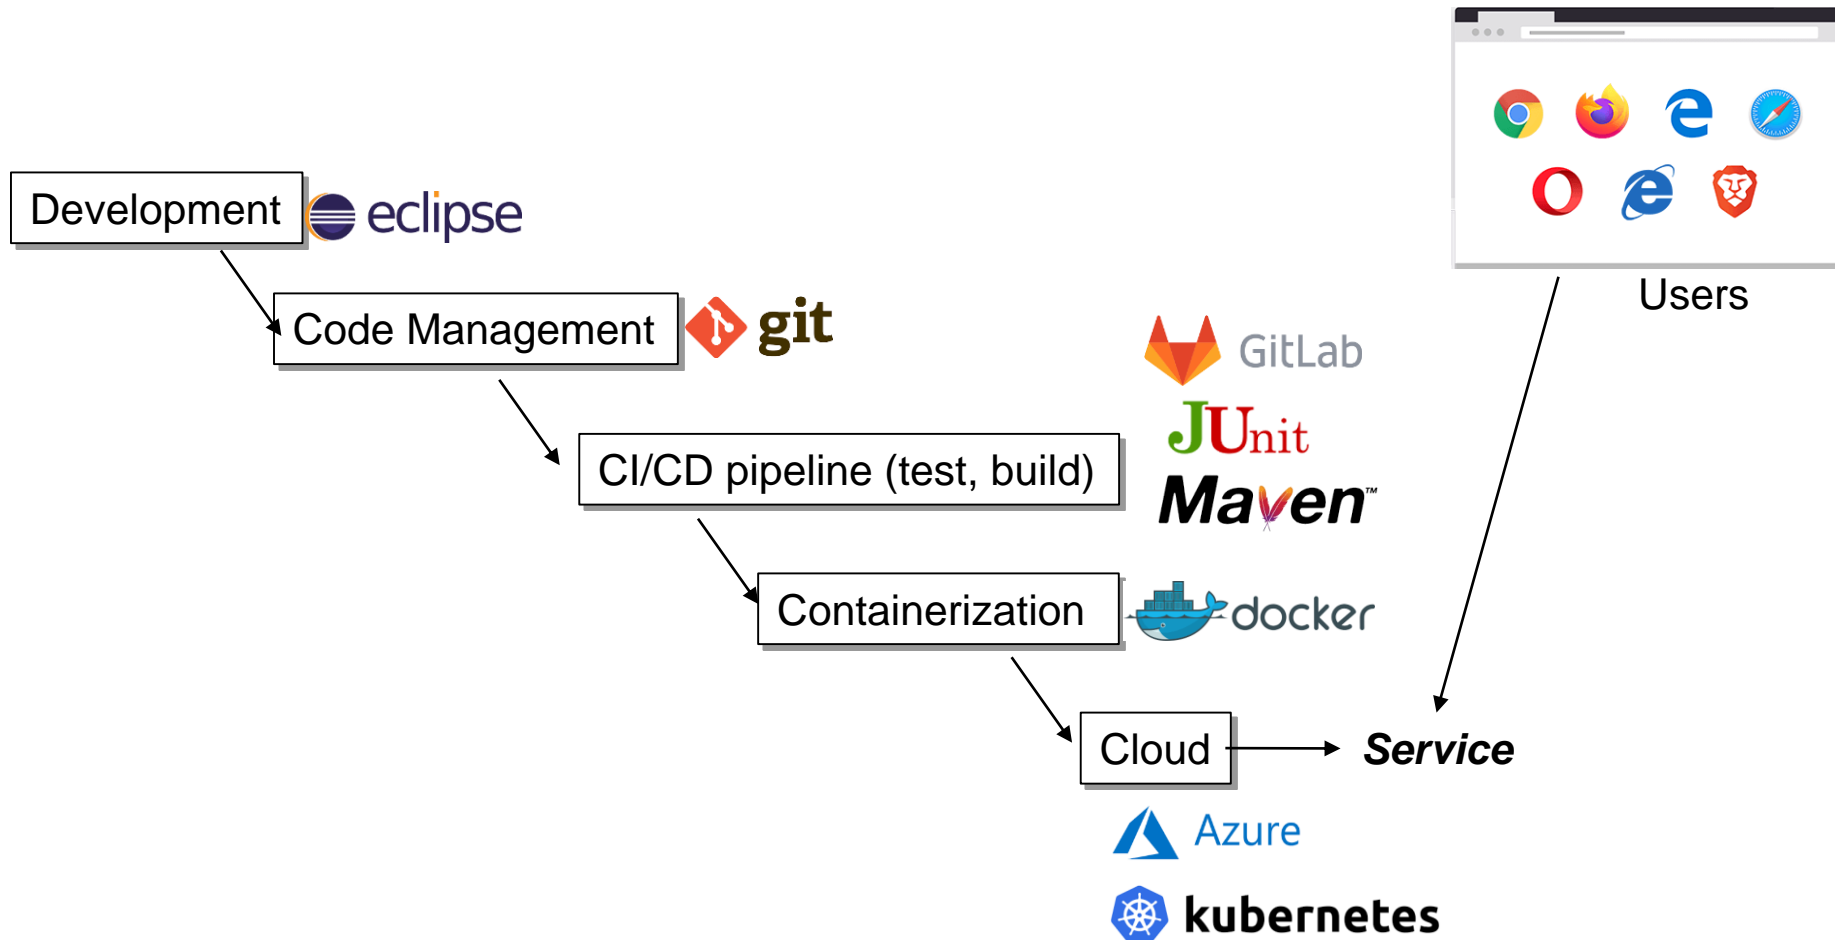 Development
eclipse
Code Management
git
Users
GitLab
JUnit
CI/CD pipeline (test, build)
Maven™
Containerization
docker
Cloud
Service
Azure
kubernetes